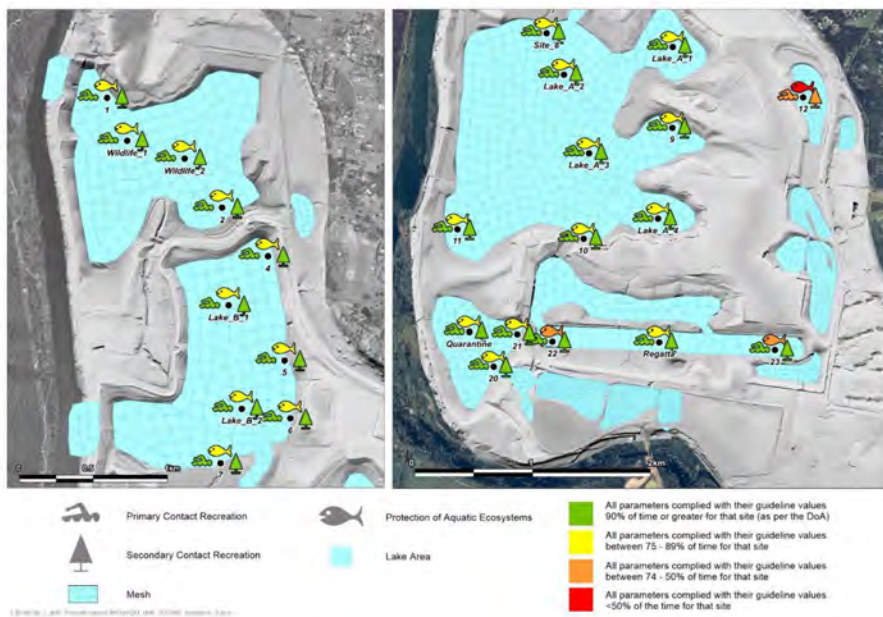 1
Wildlife_1
Wildlife_2
2
4
Lake_B_1
5
Lake_B_2
6
7
0 0.5 1km
Site_8
Lake_A_1
Lake_A_2
12
9
Lake_A_3
Lake_A_4
11
10
Quarantine
21
22
Regatta
23
20
0 1 2km
Primary Contact Recreation
Secondary Contact Recreation
Mesh
Protection of Aquatic Ecosystems
Lake Area
All parameters complied with their guideline values
90% of time or greater for that site (as per the DoA)
All parameters complied with their guideline values
between 75 - 89% of time for that site
All parameters complied with their guideline values
between 74 - 50% of time for that site
All parameters complied with their guideline values
<50% of the time for that site